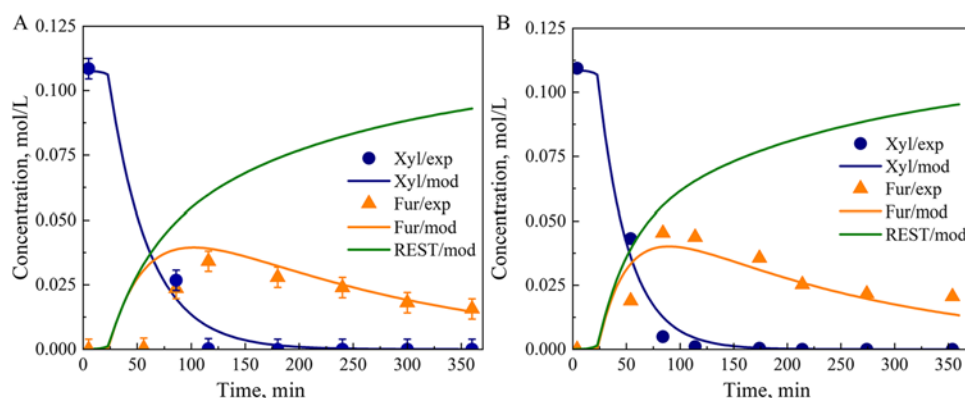 A
0.125
0.100
0.075
0.050
0.025
0.000
Concentration, mol/L
0 50 100 150 200 250 300 350
Time, min
Xyl/exp
Xyl/mod
Fur/exp
Fur/mod
REST/mod
B
0.125
0.100
0.075
0.050
0.025
0.000
Concentration, mol/L
0 50 100 150 200 250 300 350
Time, min
Xyl/exp
Xyl/mod
Fur/exp
Fur/mod
REST/mod